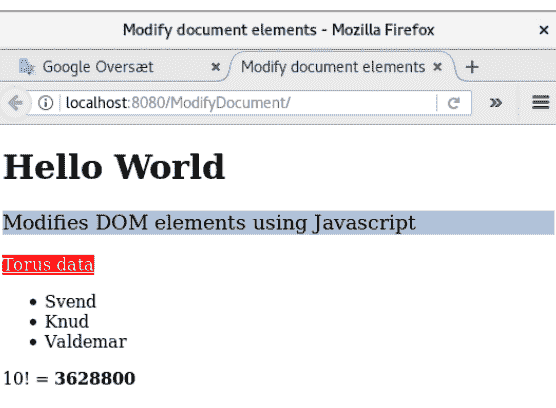 Modify document elements - Mozilla Firefox
Google Oversæt
Modify document elements
localhost:8080/ModifyDocument/
Hello World
Modifies DOM elements using Javascript
Torus data
Svend
Knud
Valdemar
10! = 3628800